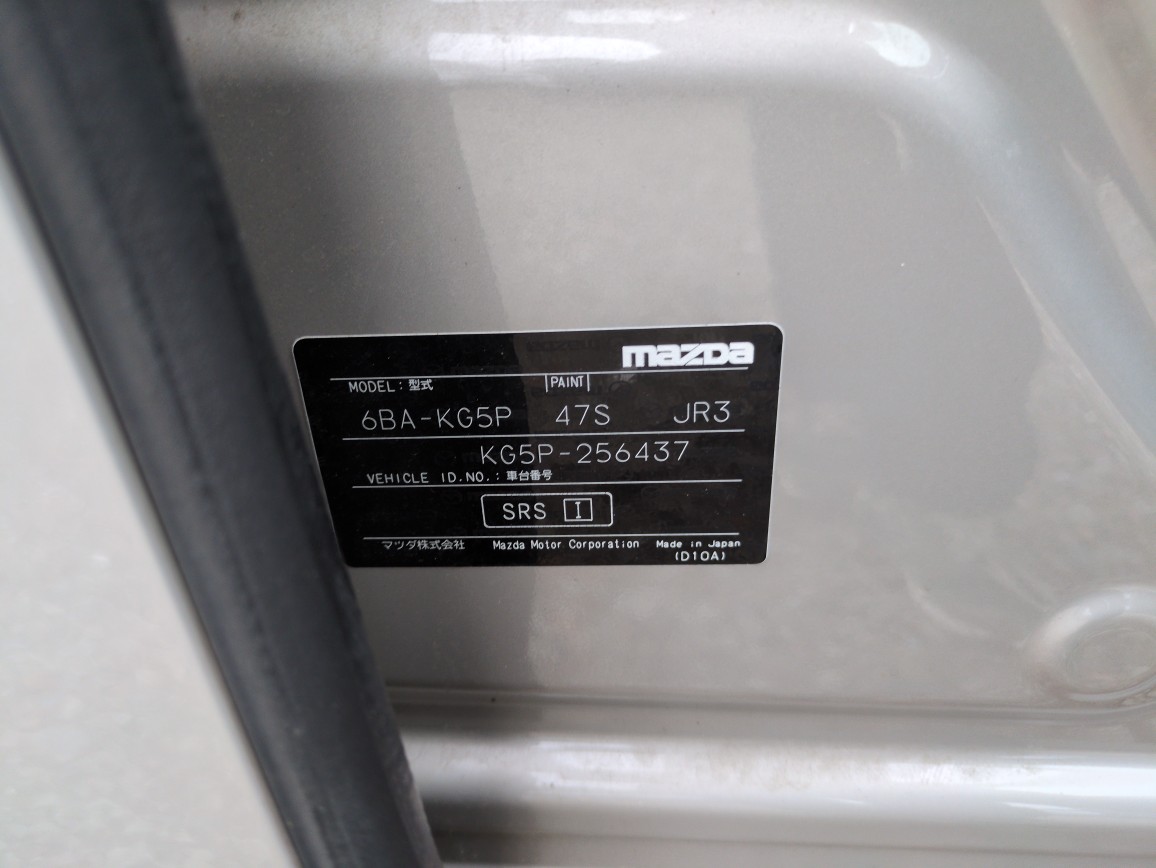 mazda
MODEL : 型式 PAINT
6BA-KG5P 47S JR3
KG5P-256437
VEHICLE ID.NO. : 車台番号
SRS I
マツダ株式会社 Mazda Motor Corporation Made in Japan
(D10A)